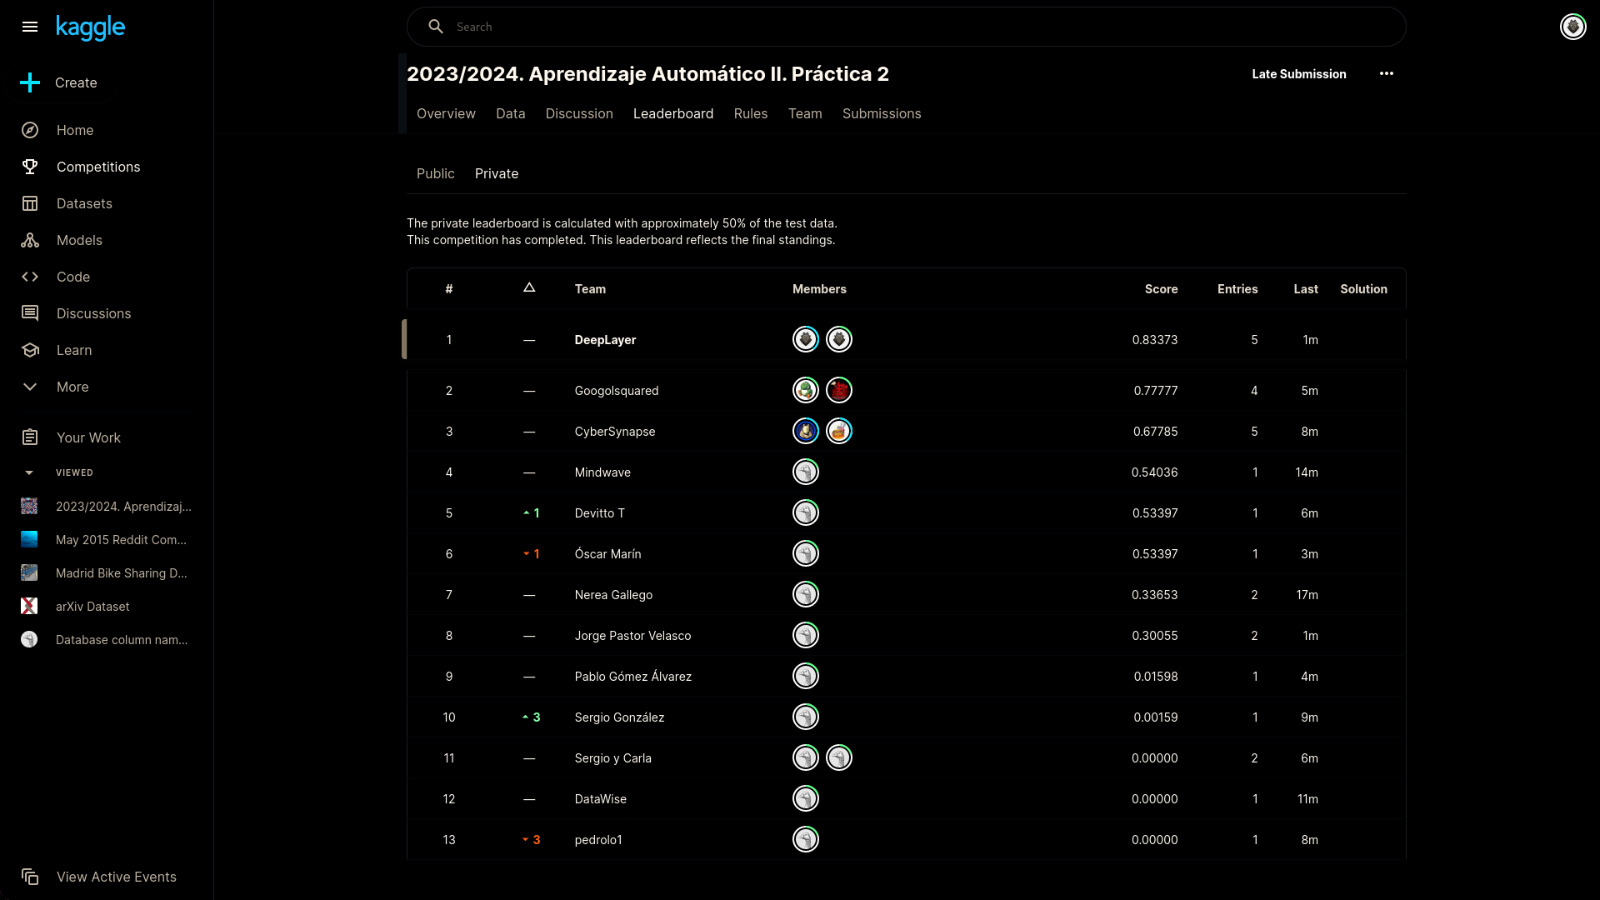 kaggle
Search
Create
Home
Competitions
Datasets
Models
Code
Discussions
Learn
More
Your Work
VIEWED
2023/2024. Aprendizaj...
May 2015 Reddit Com...
Madrid Bike Sharing D...
arXiv Dataset
Database column nam...
View Active Events
2023/2024. Aprendizaje Automático II. Práctica 2
Late Submission ...
Overview Data Discussion Leaderboard Rules Team Submissions
Public Private
The private leaderboard is calculated with approximately 50% of the test data.
This competition has completed. This leaderboard reflects the final standings.
# △ Team Members Score Entries Last Solution
1 — DeepLayer 0.83373 5 1m
2 — Googolsquared 0.77777 4 5m
3 — CyberSynapse 0.67785 5 8m
4 — Mindwave 0.54036 1 14m
5 1 Devitto T 0.53397 1 6m
6 1 Óscar Marín 0.53397 1 3m
7 — Nerea Gallego 0.33653 2 17m
8 — Jorge Pastor Velasco 0.30055 2 1m
9 — Pablo Gómez Álvarez 0.01598 1 4m
10 3 Sergio González 0.00159 1 9m
11 — Sergio y Carla 0.00000 2 6m
12 — DataWise 0.00000 1 11m
13 3 pedrolo1 0.00000 1 8m